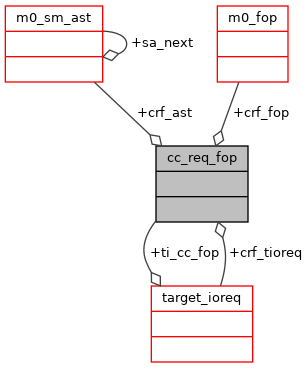 m0_sm_ast
m0_fop
+sa_next
+crf_ast
+crf_fop
cc_req_fop
+ti_cc_fop
+crf_tioreq
target_ioreq